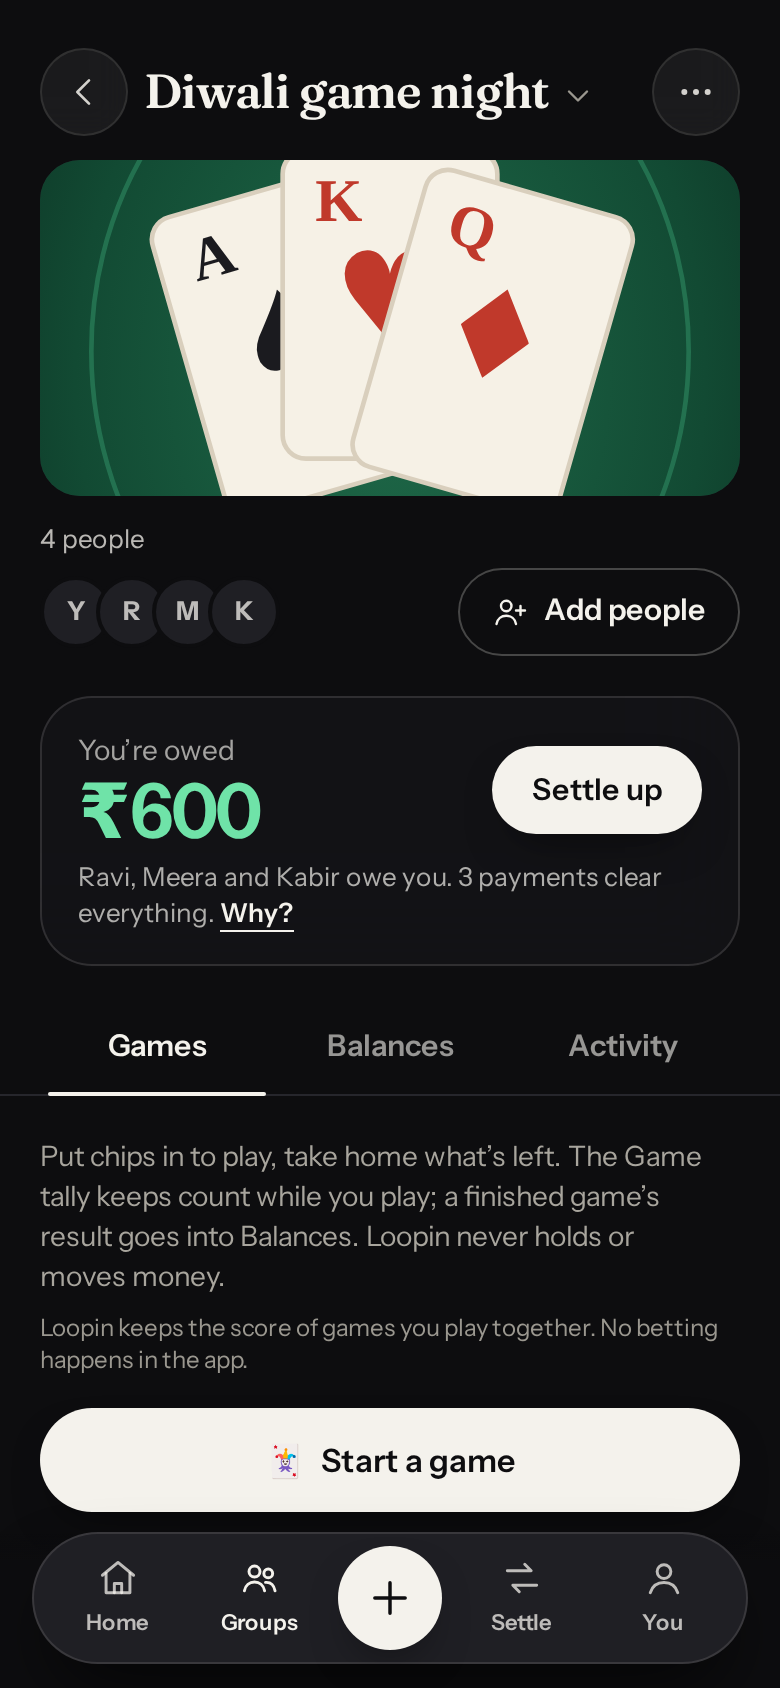 Diwali game night
A
K
Q
4 people
Y R M K
Add people
You’re owed
₹600
Settle up
Ravi, Meera and Kabir owe you. 3 payments clear
everything. Why?
Games Balances Activity
Put chips in to play, take home what’s left. The Game
tally keeps count while you play; a finished game’s
result goes into Balances. Loopin never holds or
moves money.
Loopin keeps the score of games you play together. No betting
happens in the app.
Start a game
Home Groups Settle You